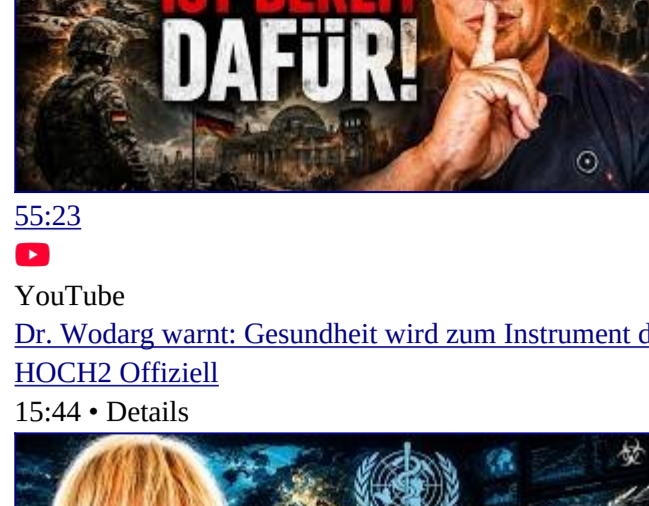 DAFÜR!
55:23
YouTube
Dr. Wodarg warnt: Gesundheit wird zum Instrument
HOCH2 Offiziell
15:44 • Details